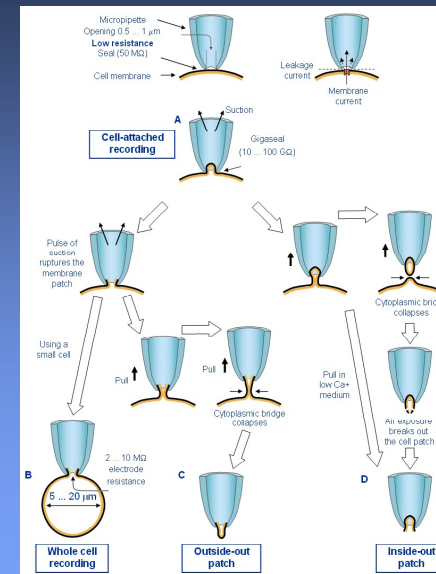 Micropipette
Opening 0.5 ... 1 μm
Low resistance
Seal (50 MΩ)
Cell membrane
Leakage
current
Membrane
current
A
Suction
Cell-attached
recording
Gigaseal
(10 ... 100 GΩ)
Pulse of
suction
ruptures the
membrane
patch
Cytoplasmic brid
collapses
Using a
small cell
Pull
Pull
Cytoplasmic bridge
collapses
Pull in
low Ca+
medium
Air exposure
breaks out
the cell patch
2 ... 10 MΩ
electrode
resistance
B
5 ... 20 μm
C
D
Whole cell
recording
Outside-out
patch
Inside-out
patch